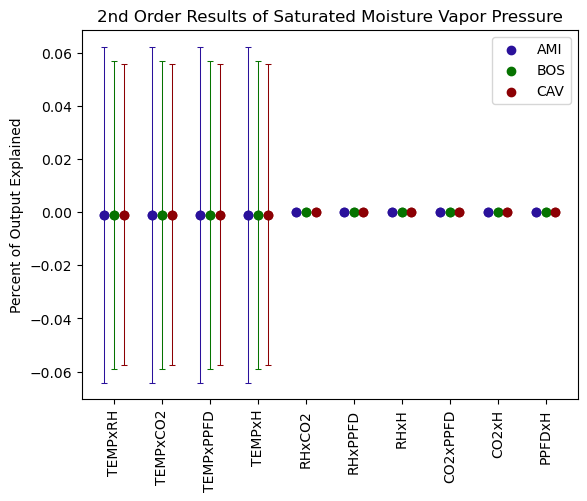 2nd Order Results of Saturated Moisture Vapor Pressure
AMI
BOS
CAV
Percent of Output Explained
0.06
0.04
0.02
0.00
−0.02
−0.04
−0.06
TEMPxRH
TEMPxCO2
TEMPxPPFD
TEMPxH
RHxCO2
RHxPPFD
RHxH
CO2xPPFD
CO2xH
PPFDxH